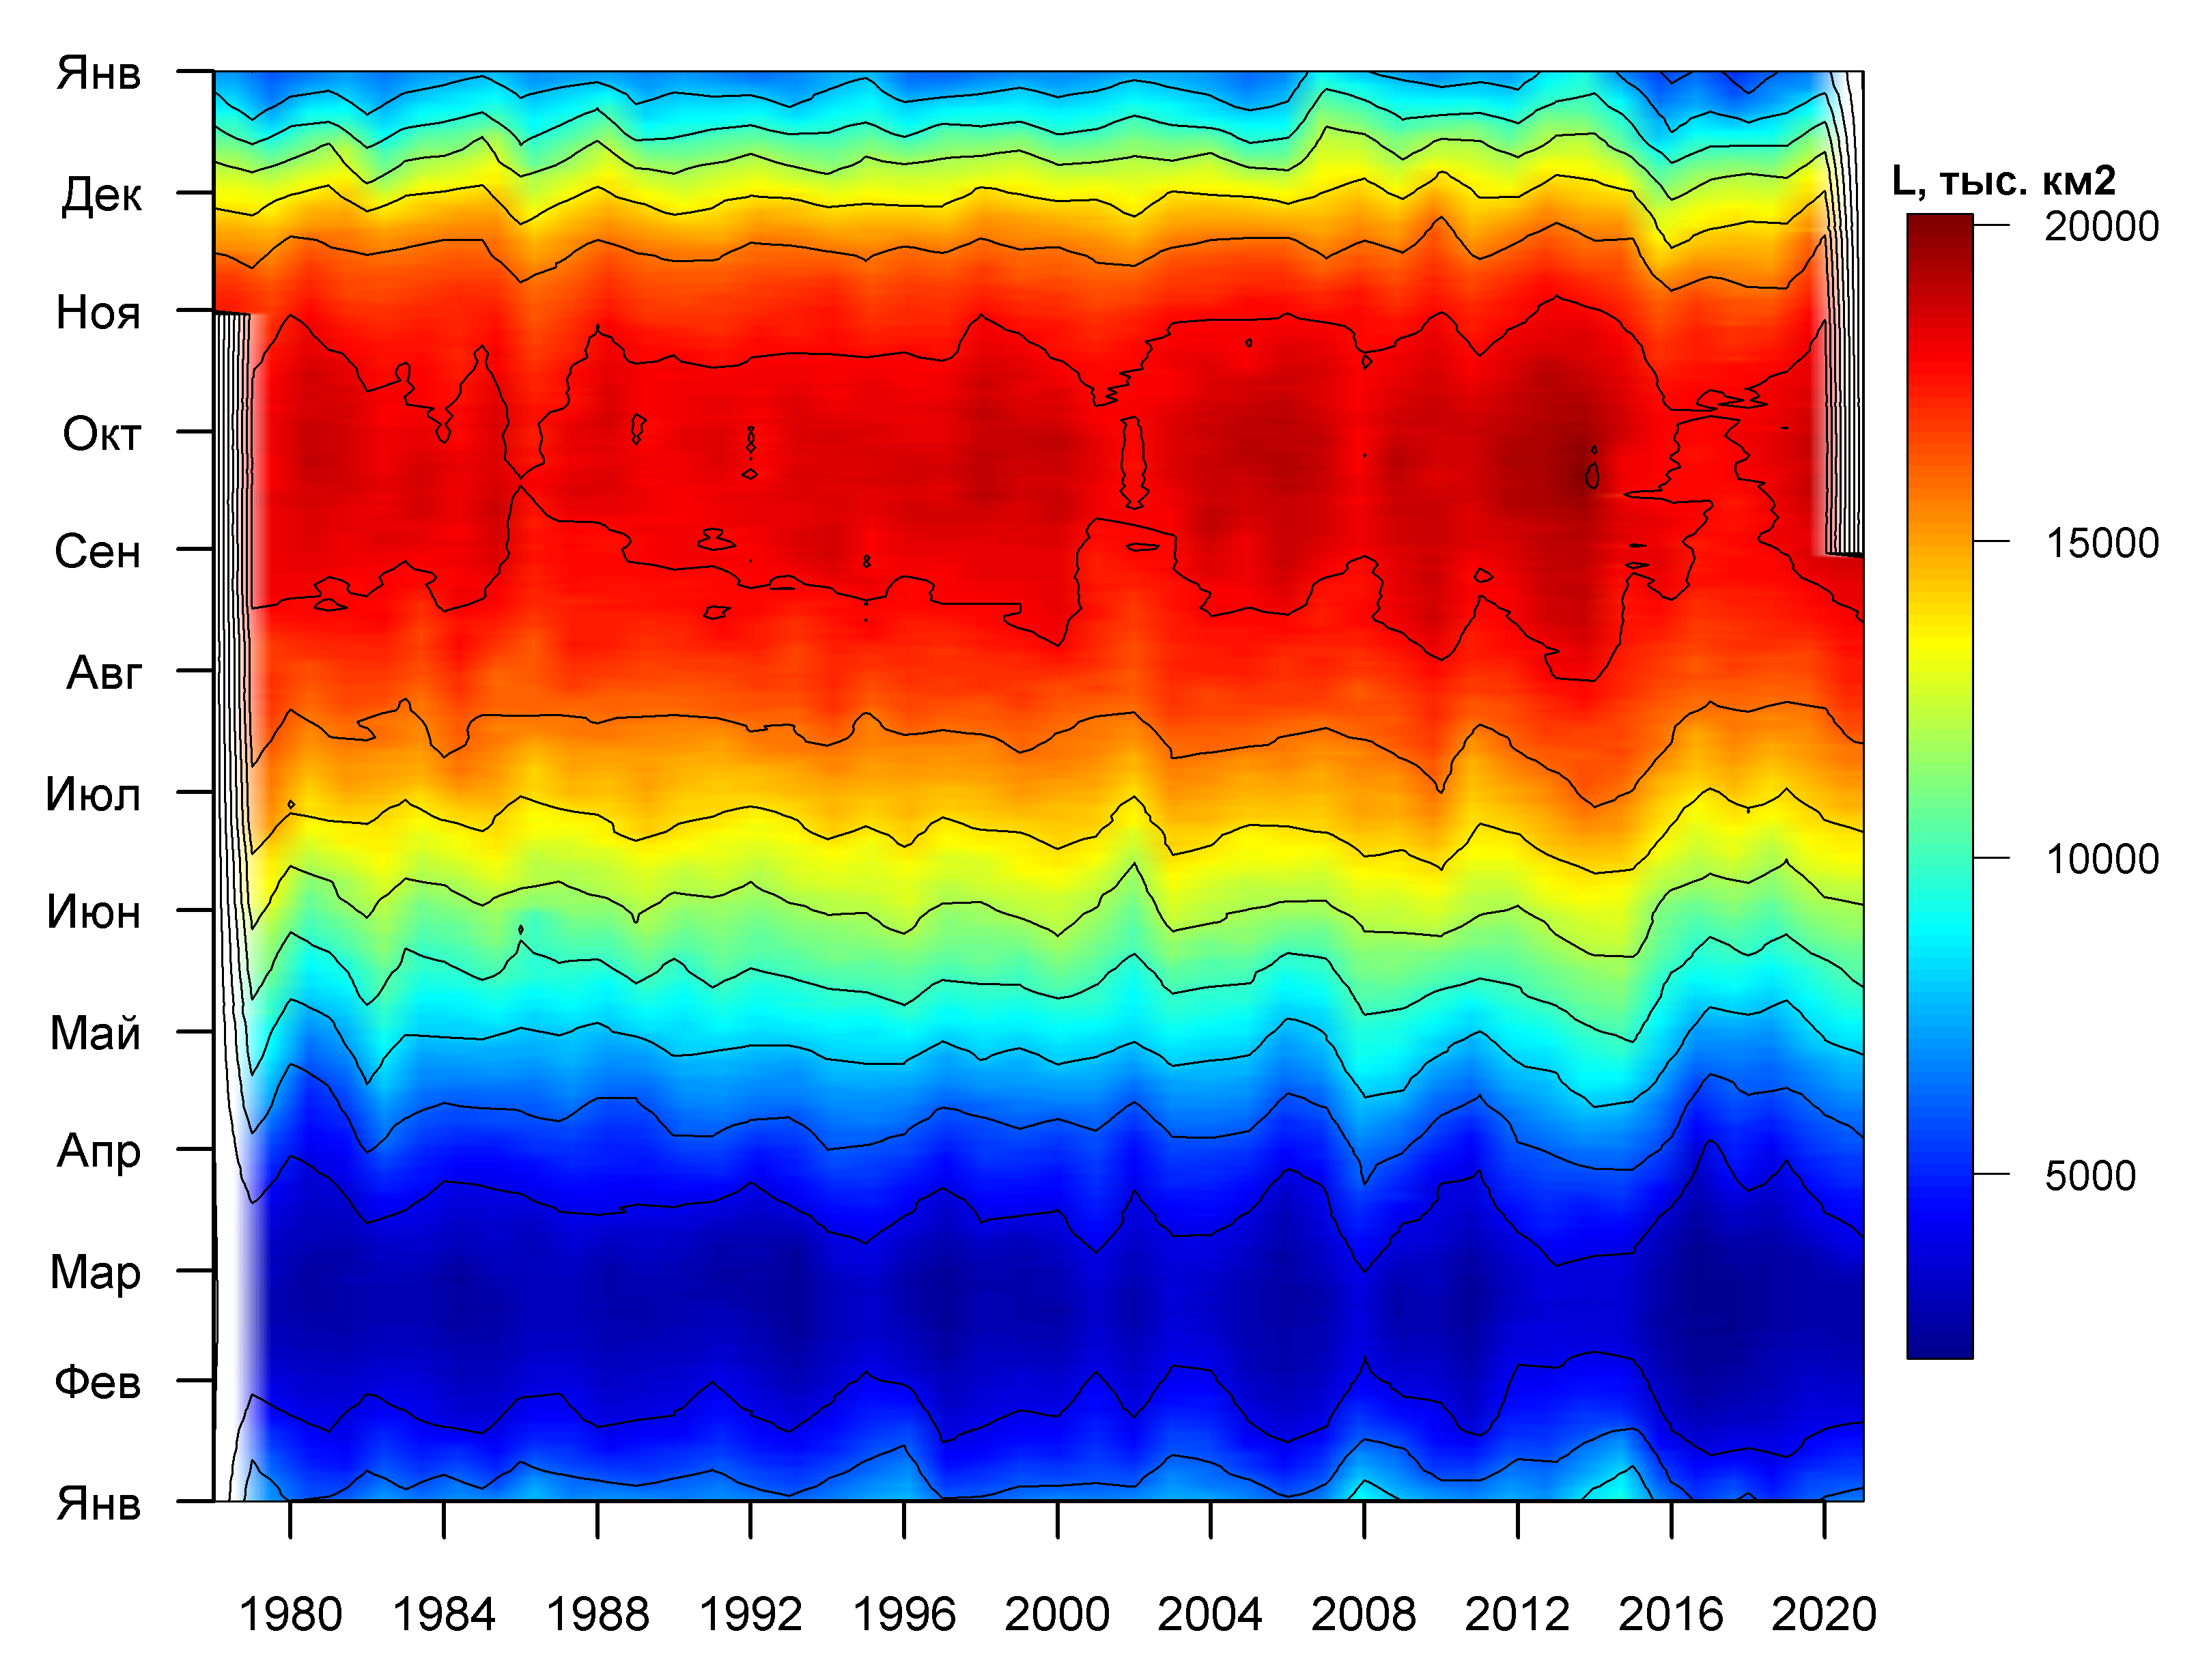 Янв
Дек
Ноя
Окт
Сен
Авг
Июл
Июн
Май
Апр
Мар
Фев
Янв
1980 1984 1988 1992 1996 2000 2004 2008 2012 2016 2020
L, тыс. км2
20000
15000
10000
5000